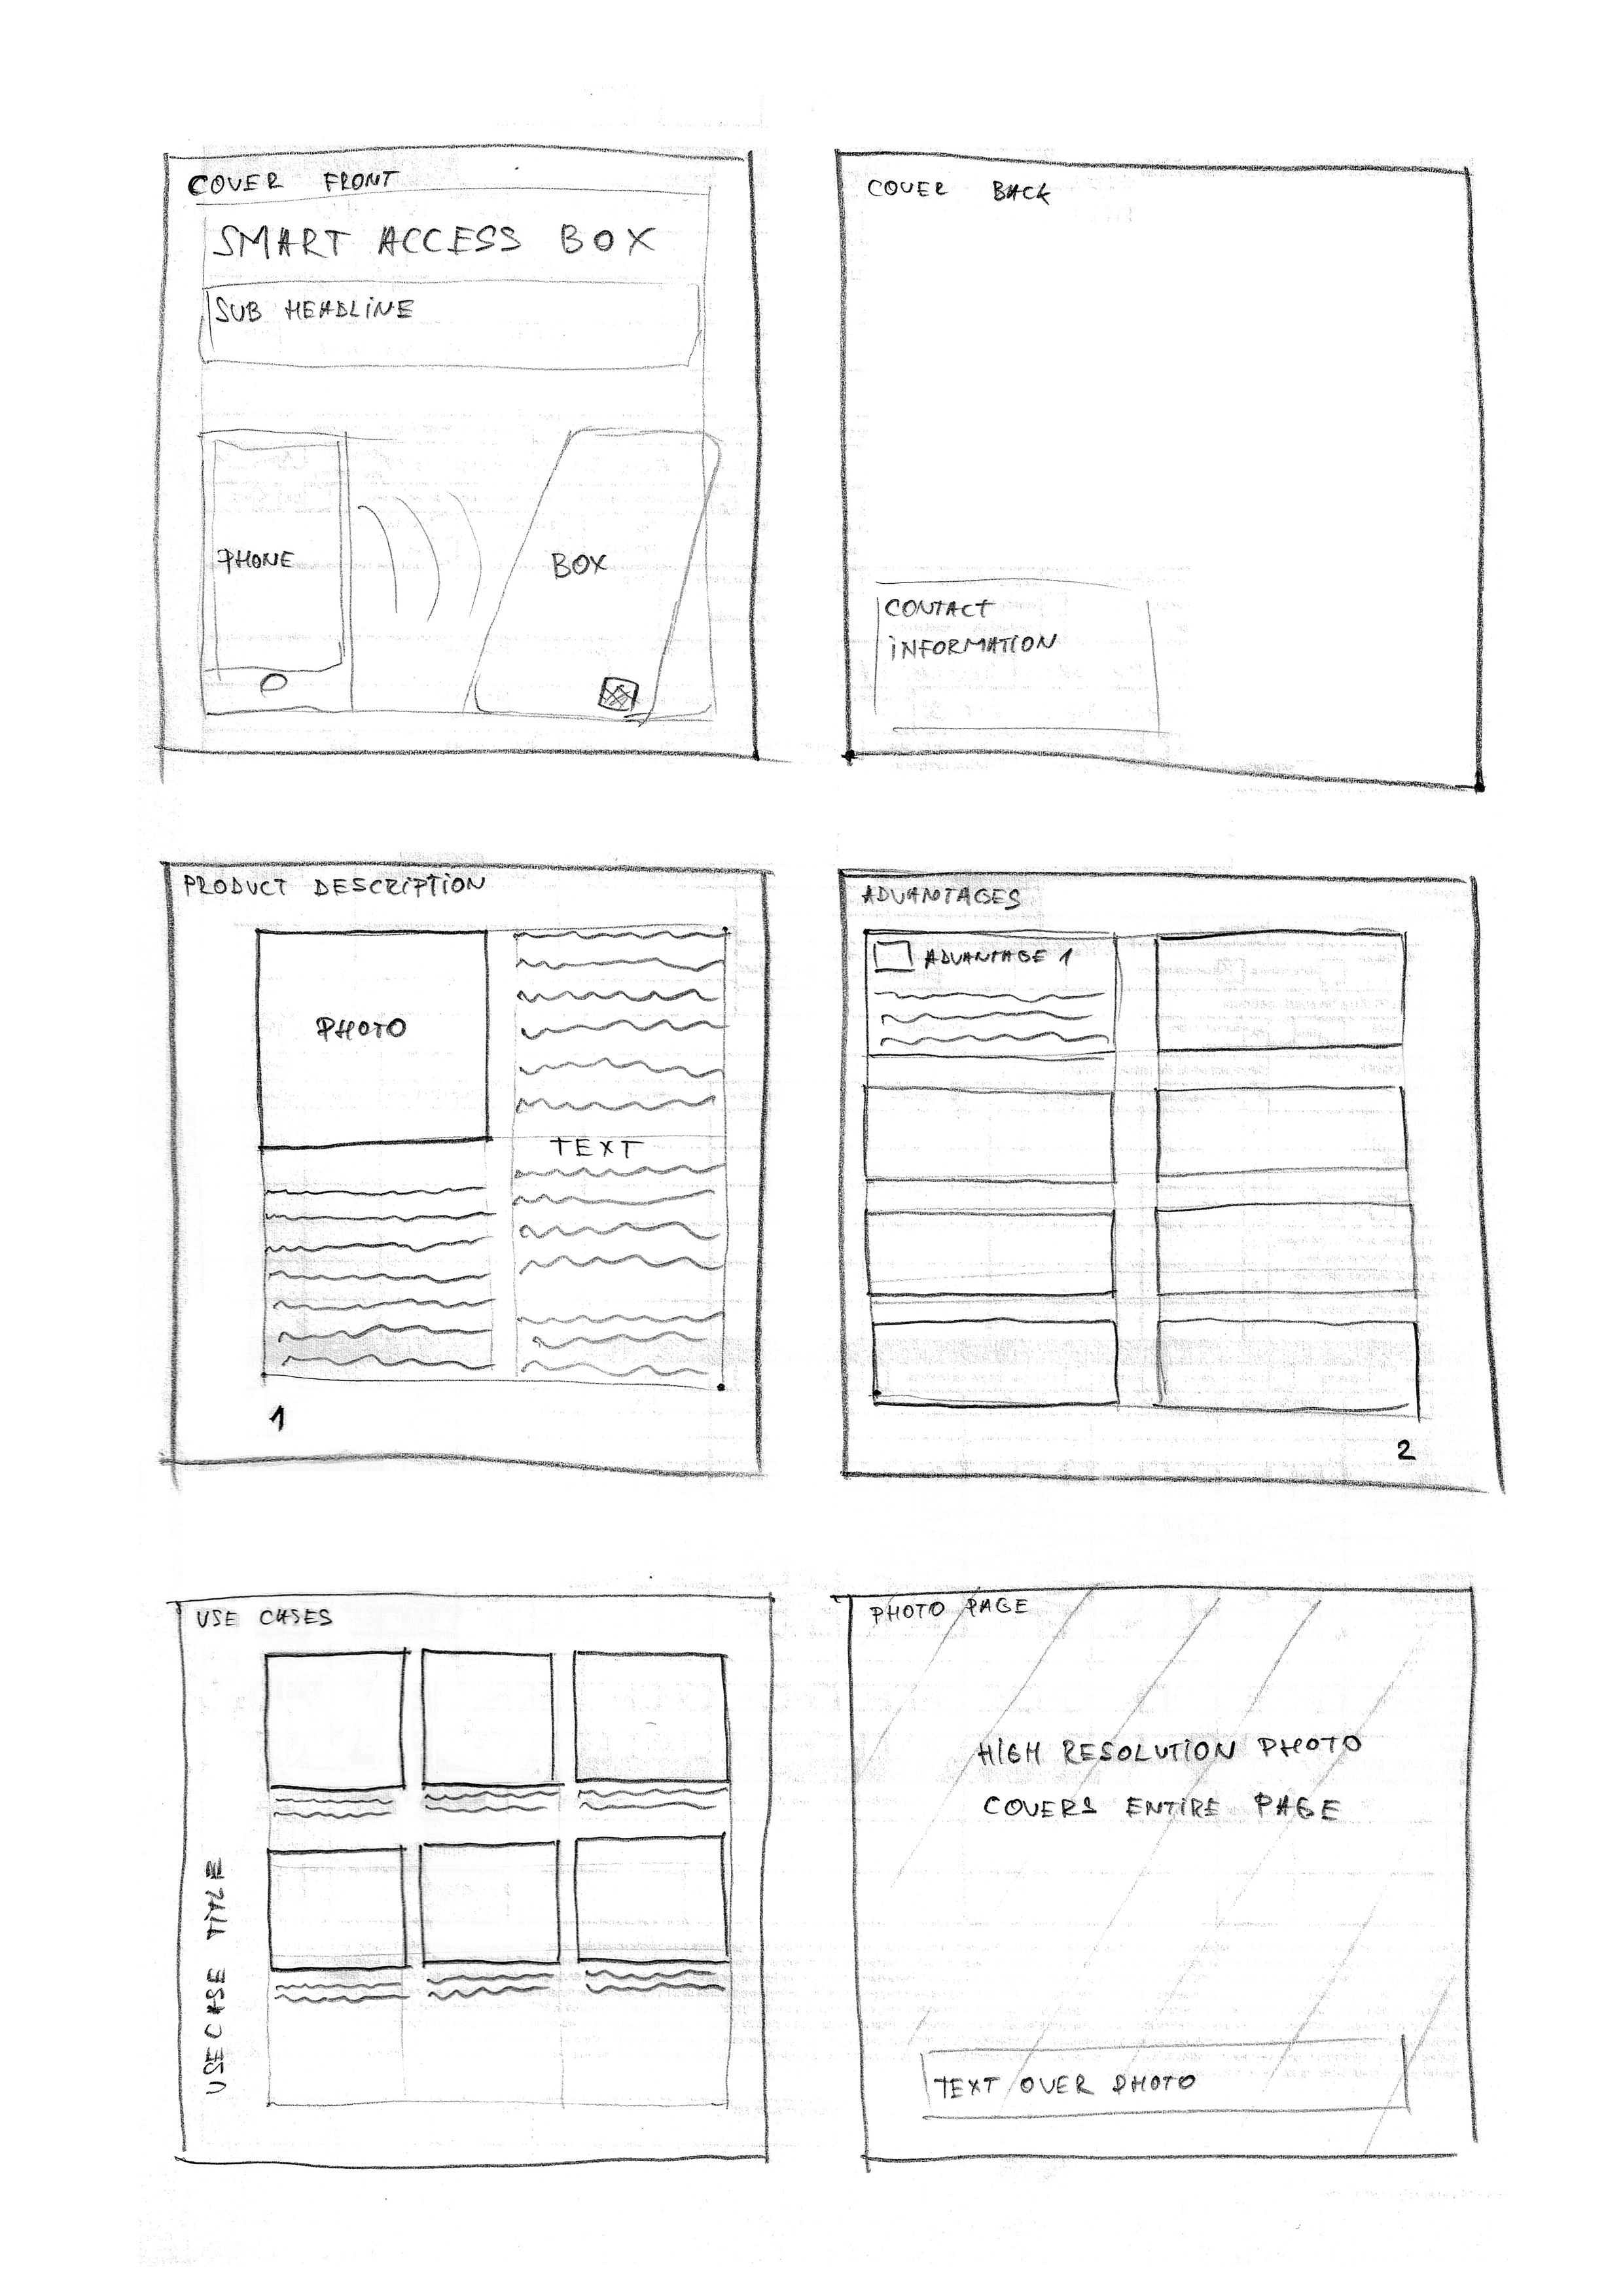 COVER FRONT
SMART ACCESS BOX
SUB HEADLINE
PHONE
BOX
COVER BACK
CONTACT
INFORMATION
PRODUCT DESCRIPTION
PHOTO
TEXT
1
ADVANTAGES
ADVANTAGE 1
2
USE CASES
USE CASE TITLE
PHOTO PAGE
HIGH RESOLUTION PHOTO
COVERS ENTIRE PAGE
TEXT OVER PHOTO